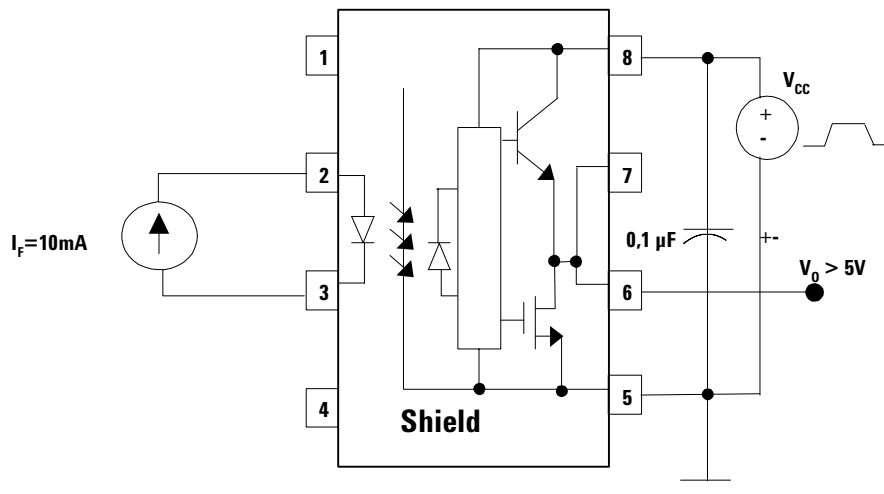 1
8
V_CC
+
-
2
7
I_F=10mA
0,1 µF
+-
V_O > 5V
3
6
4
5
Shield